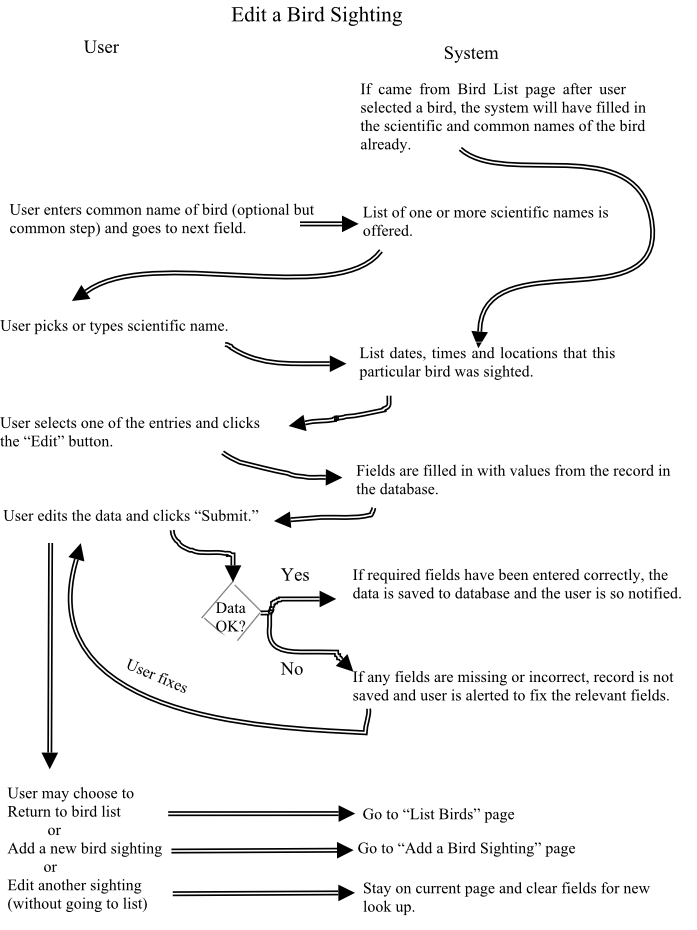 Edit a Bird Sighting
User
System
If came from Bird List page after user
selected a bird, the system will have filled in
the scientific and common names of the bird
already.
User enters common name of bird (optional but
common step) and goes to next field.
List of one or more scientific names is
offered.
User picks or types scientific name.
List dates, times and locations that this
particular bird was sighted.
User selects one of the entries and clicks
the “Edit” button.
Fields are filled in with values from the record in
the database.
User edits the data and clicks “Submit.”
Data
OK?
Yes
If required fields have been entered correctly, the
data is saved to database and the user is so notified.
No
If any fields are missing or incorrect, record is not
saved and user is alerted to fix the relevant fields.
User fixes
User may choose to
Return to bird list
or
Add a new bird sighting
or
Edit another sighting
(without going to list)
Go to “List Birds” page
Go to “Add a Bird Sighting” page
Stay on current page and clear fields for new
look up.